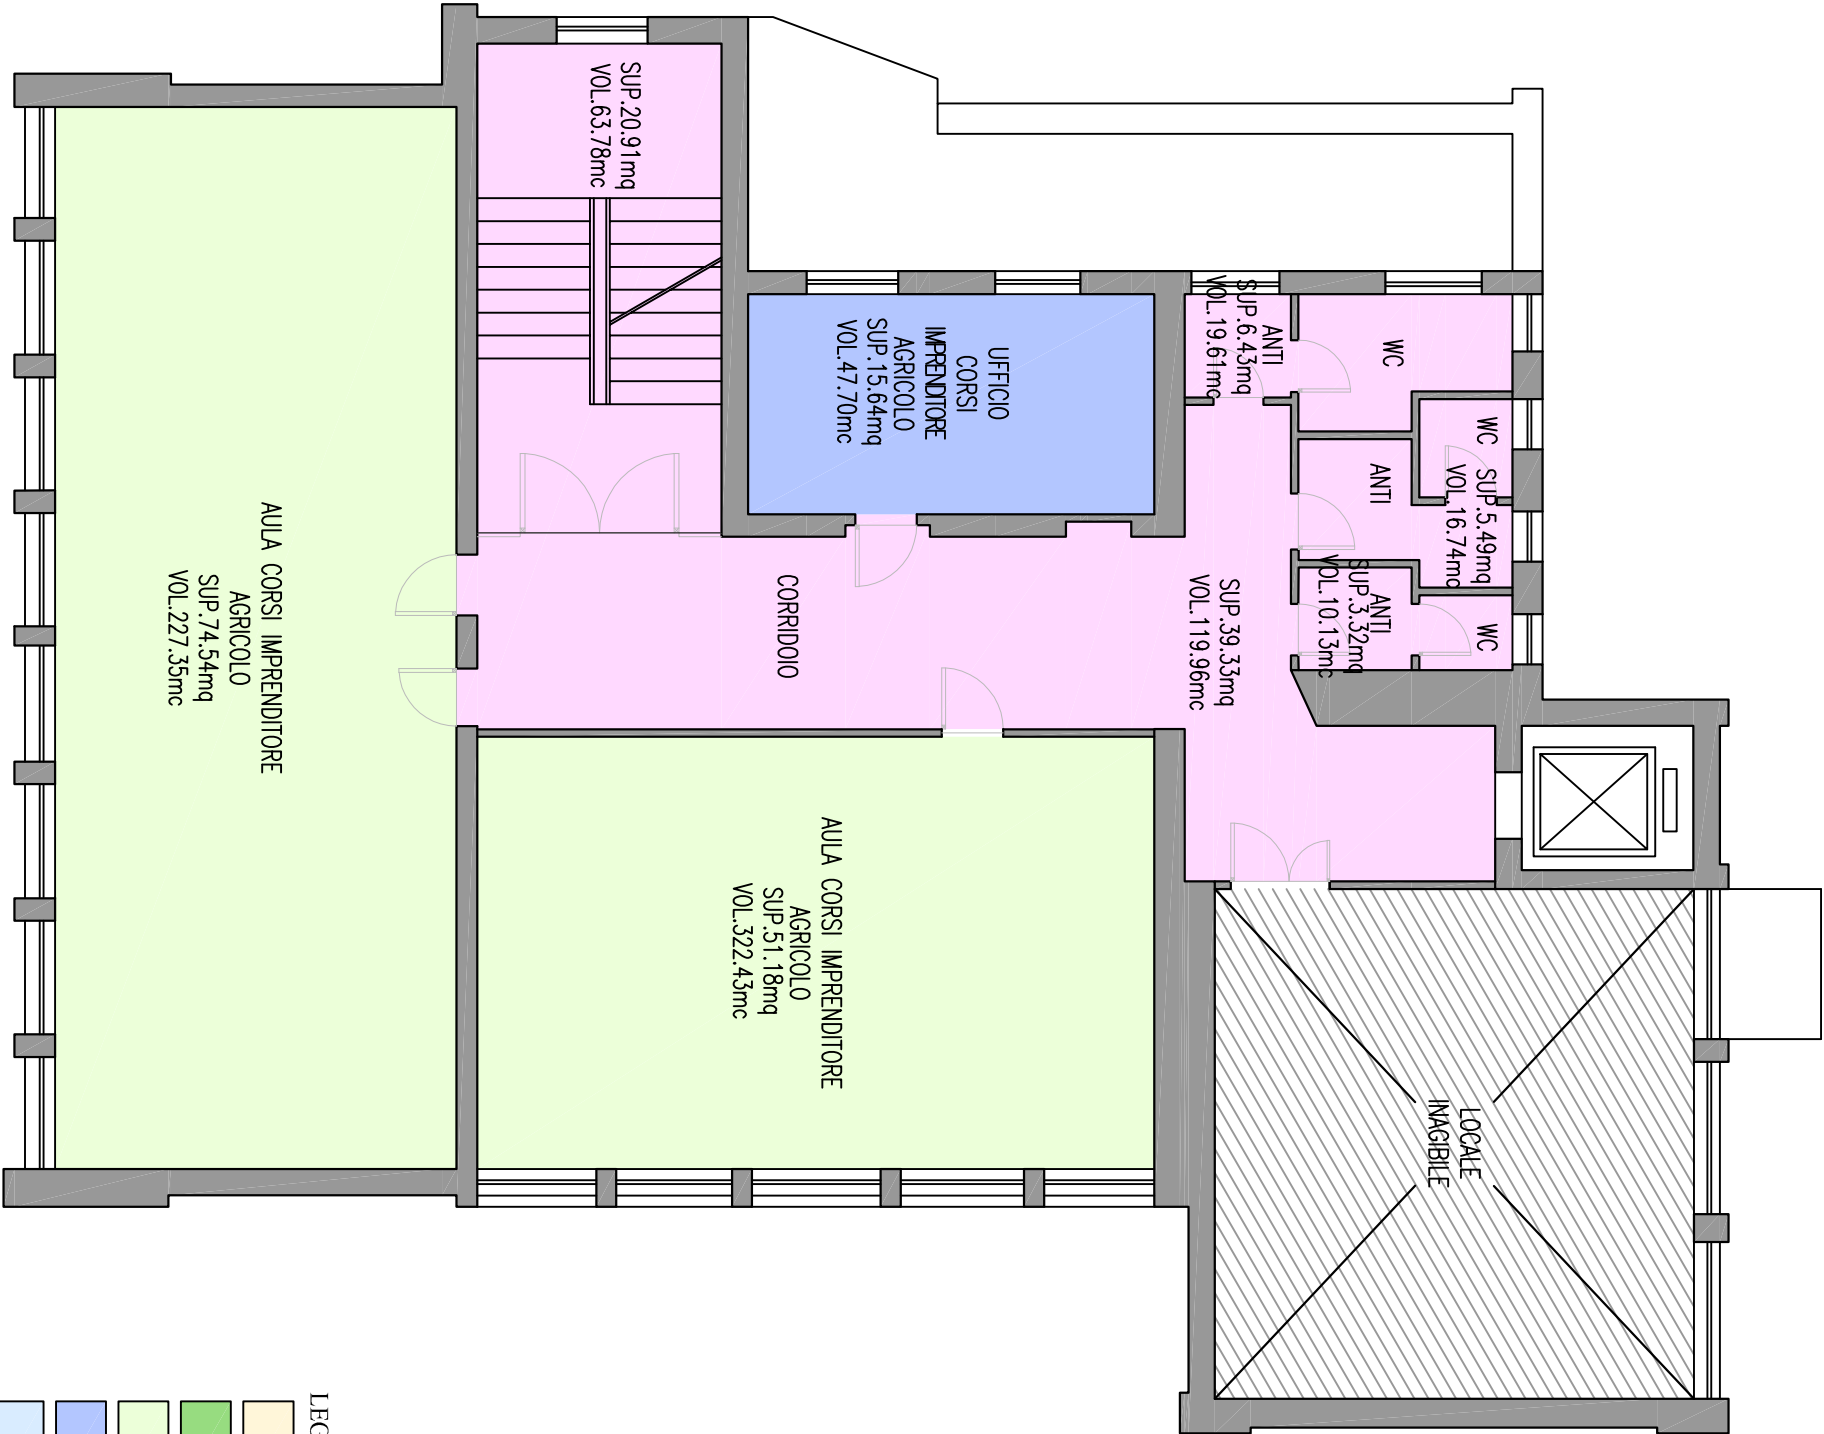 SUP.20.91mq
VOL.63.78mc
UFFICIO
CORSI
IMPRENDITORE
AGRICOLO
SUP.15.64mq
VOL.47.70mc
ANTI
SUP.6.43mq
VOL.19.61mc
WC
WC
SUP.5.49mq
VOL.16.74mc
ANTI
ANTI
SUP.3.32mq
VOL.10.13mc
WC
SUP.39.33mq
VOL.119.96mc
CORRIDOIO
AULA CORSI IMPRENDITORE
AGRICOLO
SUP.74.54mq
VOL.227.35mc
AULA CORSI IMPRENDITORE
AGRICOLO
SUP.51.18mq
VOL.322.43mc
LOCALE
INAGIBILE